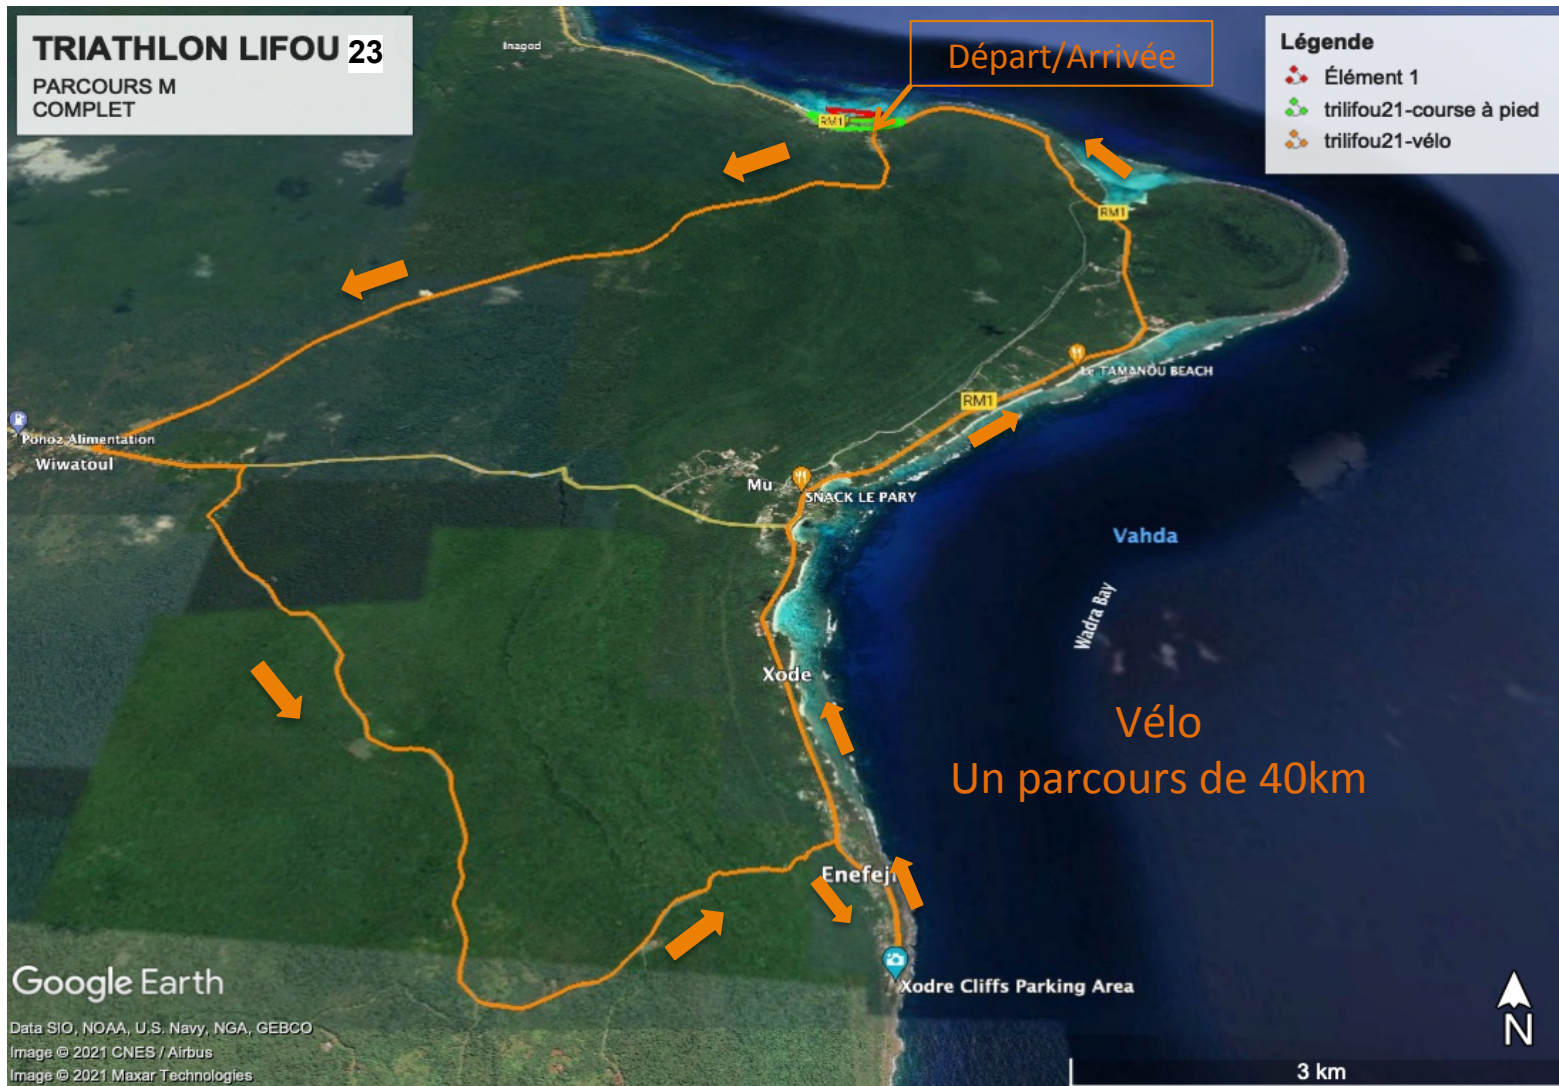 TRIATHLON LIFOU 23
PARCOURS M
COMPLET
Inagod
Départ/Arrivée
Légende
Élément 1
trilifou21-course à pied
trilifou21-vélo
RM1
RM1
Le TAMANOU BEACH
RM1
Ponoz Alimentation
Wiwatoul
Mu
SNACK LE PARY
Vahda
Wadra Bay
Xode
Vélo
Un parcours de 40km
Enefeji
Xodre Cliffs Parking Area
Google Earth
Data SIO, NOAA, U.S. Navy, NGA, GEBCO
Image © 2021 CNES / Airbus
Image © 2021 Maxar Technologies
N
3 km